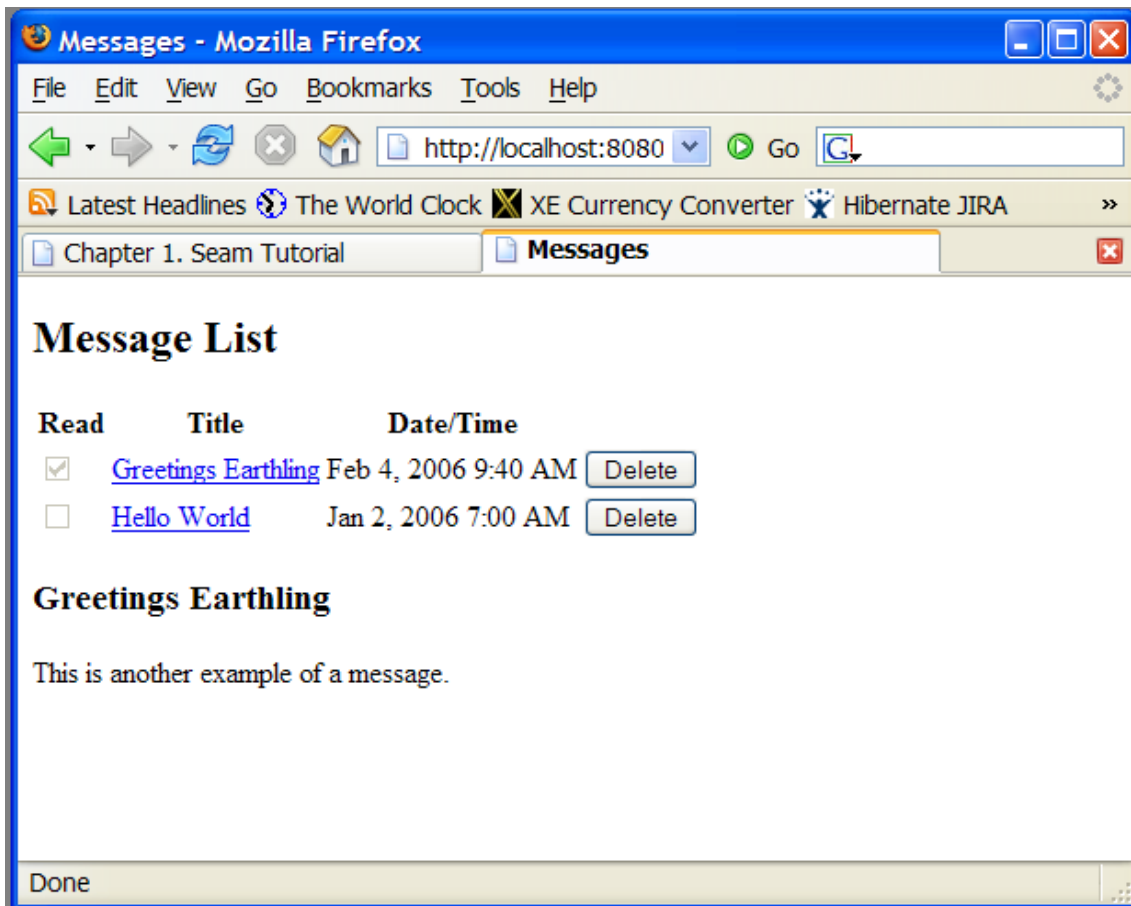 Messages - Mozilla Firefox
File Edit View Go Bookmarks Tools Help
http://localhost:8080 Go G
Latest Headlines The World Clock XE Currency Converter Hibernate JIRA »
Chapter 1. Seam Tutorial Messages
Message List
Read Title Date/Time
Greetings Earthling Feb 4, 2006 9:40 AM Delete
Hello World Jan 2, 2006 7:00 AM Delete
Greetings Earthling
This is another example of a message.
Done